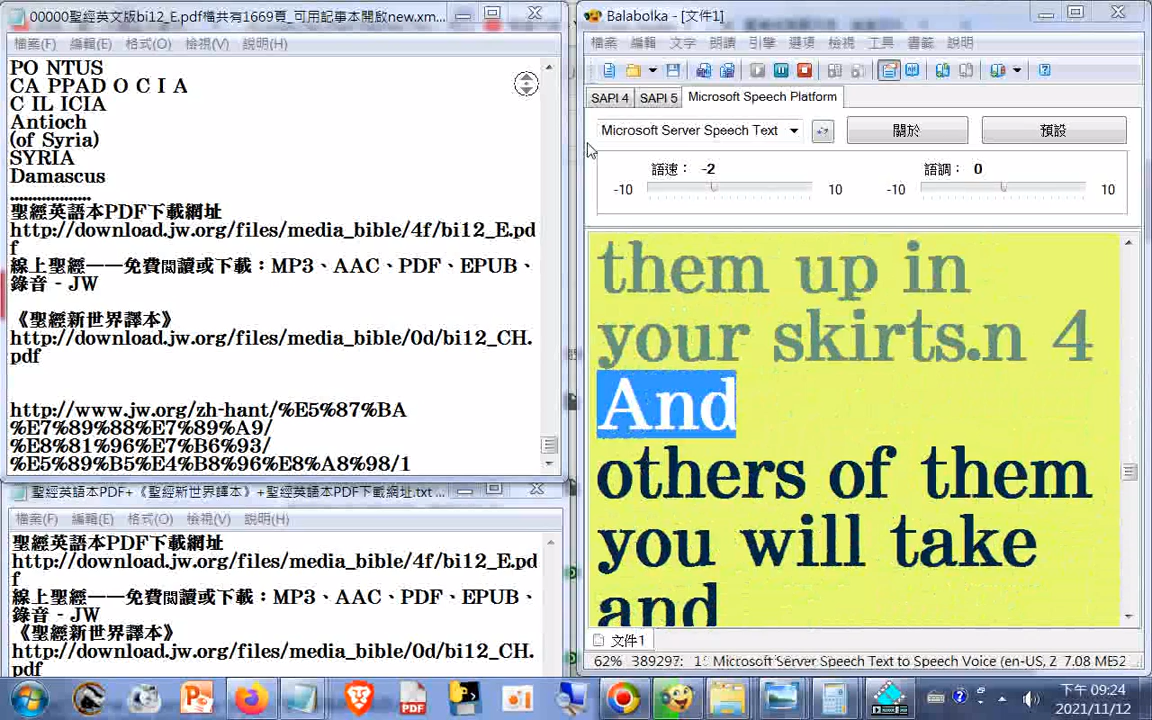 00000聖經英文版bi12_E.pdf檔共有1669頁_可用記事本開啟new.xm...
檔案(F) 編輯(E) 格式(O) 檢視(V) 說明(H)
PO NTUS
CA PPAD O C I A
C IL ICIA
Antioch
(of Syria)
SYRIA
Damascus
..................
聖經英語本PDF下載網址
http://download.jw.org/files/media_bible/4f/bi12_E.pd
f
線上聖經——免費閱讀或下載：MP3、AAC、PDF、EPUB、
錄音 - JW
《聖經新世界譯本》
http://download.jw.org/files/media_bible/0d/bi12_CH.
pdf
http://www.jw.org/zh-hant/%E5%87%BA
%E7%89%88%E7%89%A9/
%E8%81%96%E7%B6%93/
%E5%89%B5%E4%B8%96%E8%A8%98/1
聖經英語本PDF+《聖經新世界譯本》+聖經英語本PDF下載網址.txt ...
檔案(F) 編輯(E) 格式(O) 檢視(V) 說明(H)
聖經英語本PDF下載網址
http://download.jw.org/files/media_bible/4f/bi12_E.pd
f
線上聖經——免費閱讀或下載：MP3、AAC、PDF、EPUB、
錄音 - JW
《聖經新世界譯本》
http://download.jw.org/files/media_bible/0d/bi12_CH.
pdf
Balabolka - [文件1]
檔案 編輯 文字 朗讀 引擎 選項 檢視 工具 書籤 說明
SAPI 4 SAPI 5 Microsoft Speech Platform
Microsoft Server Speech Text 關於 預設
語速： -2 語調： 0
-10 10 -10 10
them up in
your skirts.n 4
And
others of them
you will take
and
文件1
62% 389297: Microsoft Server Speech Text to Speech Voice (en-US, Z 7.08 MB
PDF
下午 09:24
2021/11/12